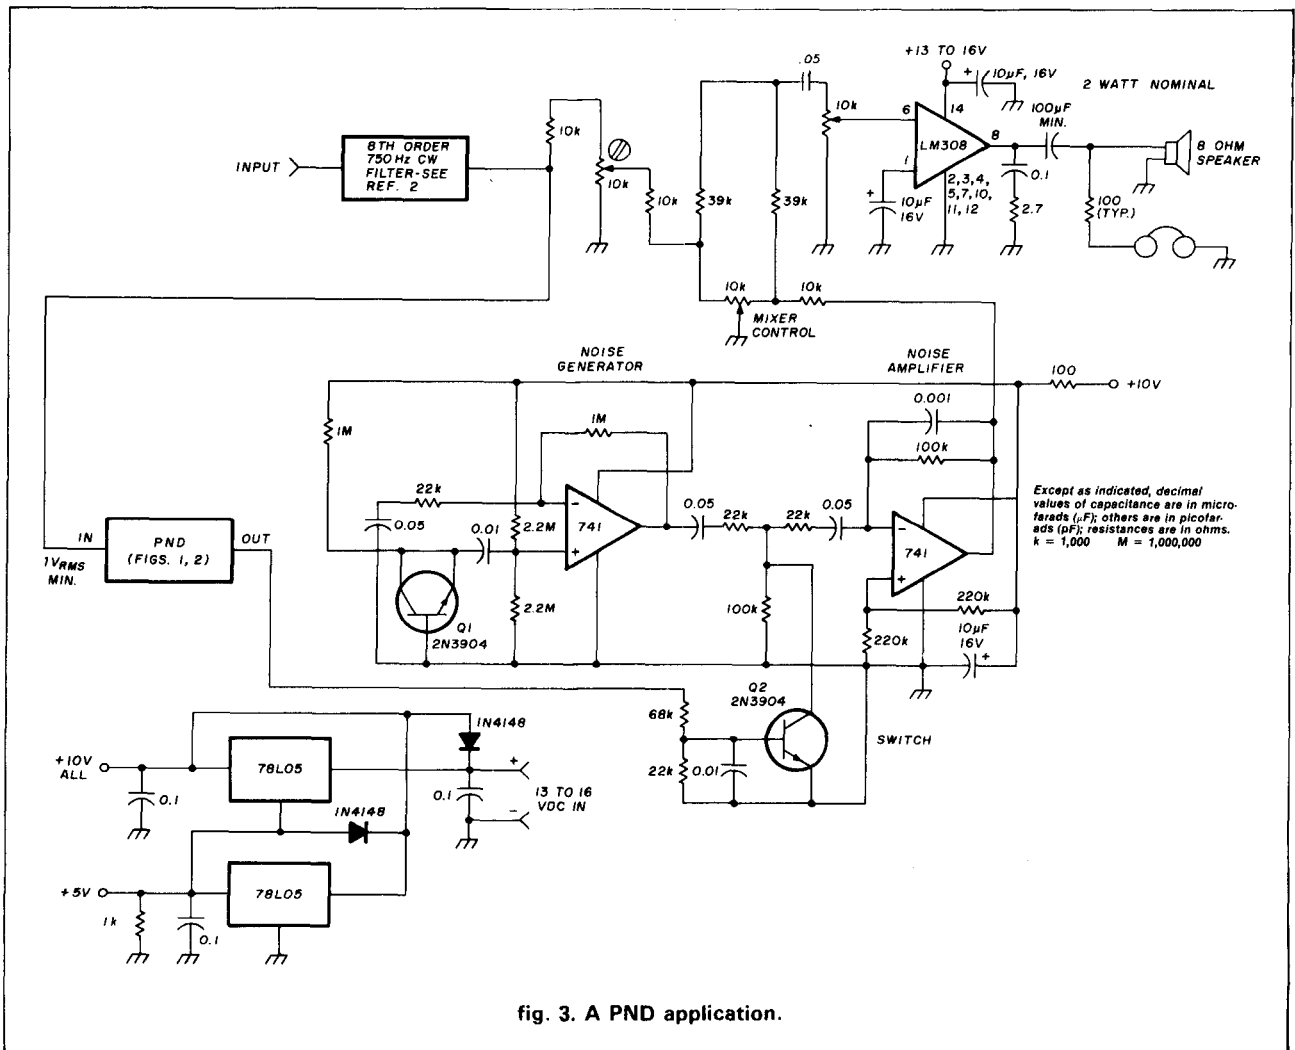 +13 TO 16V
10µF, 16V
2 WATT NOMINAL
.05
100µF
MIN.
10k
6
14
8
LM308
1
8 OHM
SPEAKER
INPUT
8TH ORDER
750 Hz CW
FILTER-SEE
REF. 2
10k
10k
10k
39k
39k
10µF
16V
2,3,4,
5,7,10,
11,12
0.1
2.7
100
(TYP.)
10k
10k
MIXER
CONTROL
NOISE
GENERATOR
NOISE
AMPLIFIER
100
+10V
1M
1M
0.001
100k
22k
0.05
0.01
2.2M
741
0.05
22k
22k
0.05
741
Except as indicated, decimal
values of capacitance are in micro-
farads (µF); others are in picofar-
ads (pF); resistances are in ohms.
k = 1,000 M = 1,000,000
IN
PND
(FIGS. 1, 2)
OUT
1VRMS
MIN.
Q1
2N3904
2.2M
100k
220k
220k
10µF
16V
Q2
2N3904
68k
22k
0.01
SWITCH
1N4148
+10V
ALL
78L05
0.1
0.1
13 TO 16
VDC IN
1N4148
+5V
78L05
1k
0.1
fig. 3. A PND application.